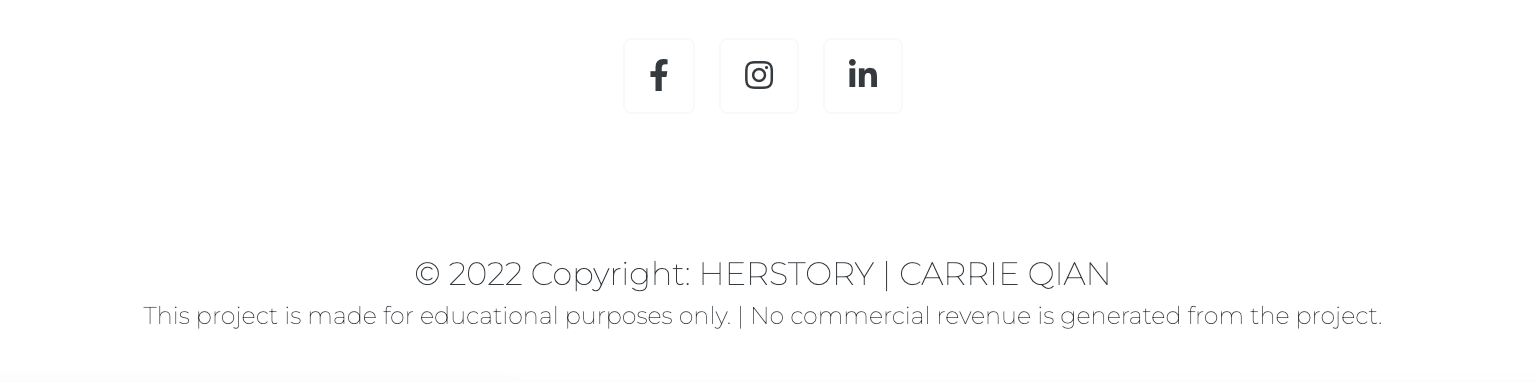 © 2022 Copyright: HERSTORY | CARRIE QIAN
This project is made for educational purposes only. | No commercial revenue is generated from the project.